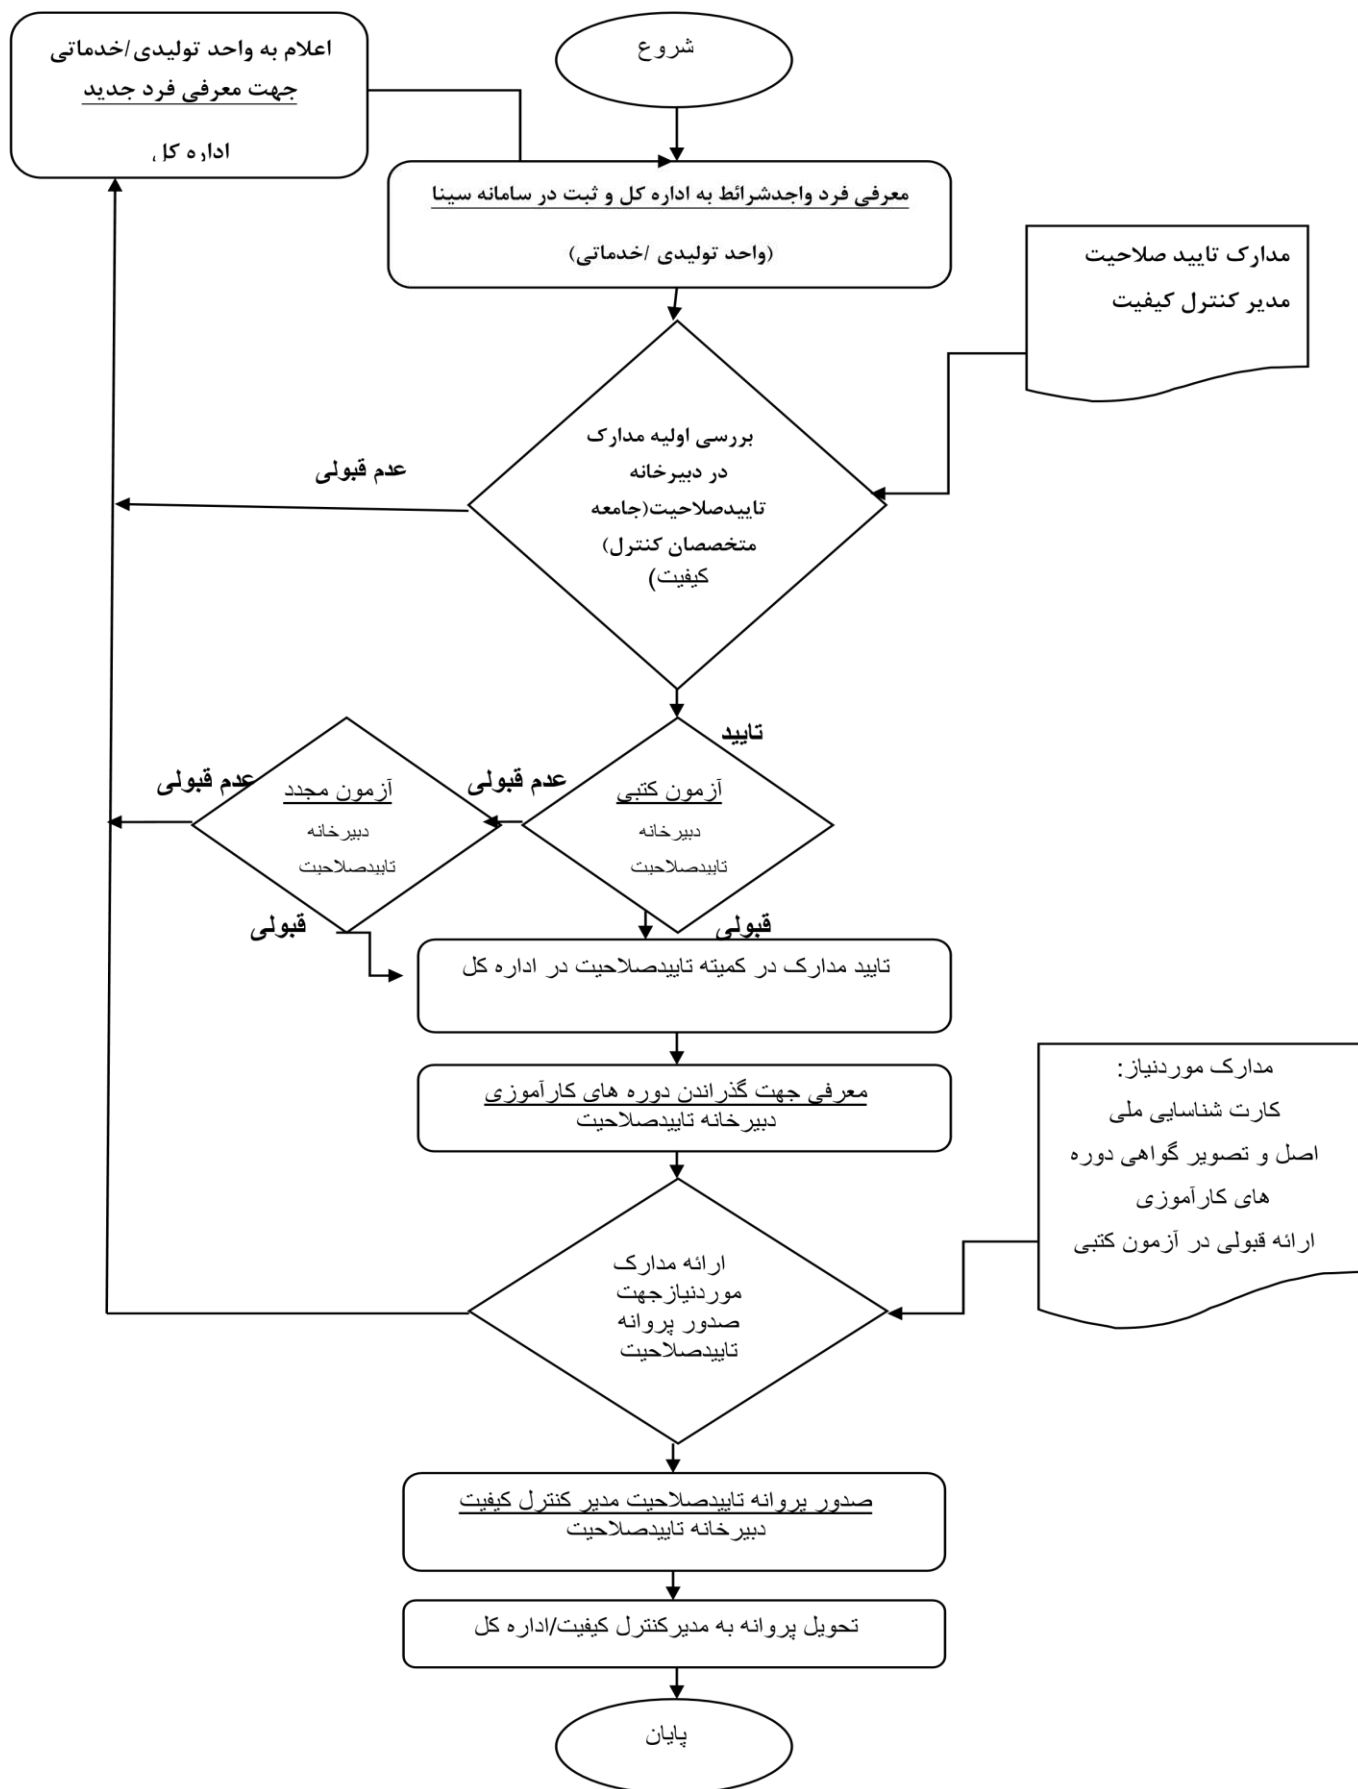 شروع
اعلام به واحد تولیدی/خدماتی
جهت معرفی فرد جدید
اداره کل
معرفی فرد واجدشرائط به اداره کل و ثبت در سامانه سینا
(واحد تولیدی /خدماتی)
مدارک تایید صلاحیت
مدیر کنترل کیفیت
بررسی اولیه مدارک
در دبیرخانه
تاییدصلاحیت(جامعه
متخصصان کنترل)
کیفیت)
عدم قبولی
تایید
آزمون کتبی
دبیرخانه
تاییدصلاحیت
عدم قبولی
آزمون مجدد
دبیرخانه
تاییدصلاحیت
عدم قبولی
قبولی
قبولی
تایید مدارک در کمیته تاییدصلاحیت در اداره کل
معرفی جهت گذراندن دوره های کارآموزی
دبیرخانه تاییدصلاحیت
مدارک موردنیاز:
کارت شناسایی ملی
اصل و تصویر گواهی دوره
های کارآموزی
ارائه قبولی در آزمون کتبی
ارائه مدارک
موردنیازجهت
صدور پروانه
تاییدصلاحیت
صدور پروانه تاییدصلاحیت مدیر کنترل کیفیت
دبیرخانه تاییدصلاحیت
تحویل پروانه به مدیرکنترل کیفیت/اداره کل
پایان